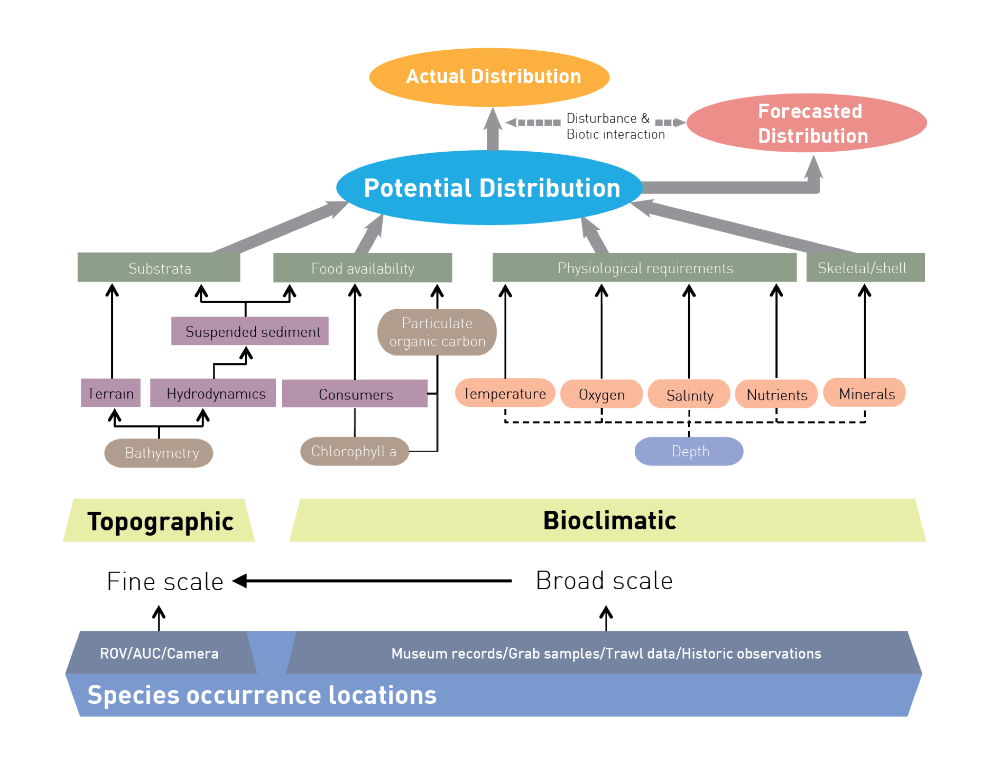 Actual Distribution
Forecasted
Distribution
Disturbance &
Biotic interaction
Potential Distribution
Substrata
Food availability
Physiological requirements
Skeletal/shell
Suspended sediment
Particulate
organic carbon
Terrain
Hydrodynamics
Consumers
Temperature
Oxygen
Salinity
Nutrients
Minerals
Bathymetry
Chlorophyll a
Depth
Topographic
Bioclimatic
Fine scale
Broad scale
ROV/AUC/Camera
Museum records/Grab samples/Trawl data/Historic observations
Species occurrence locations